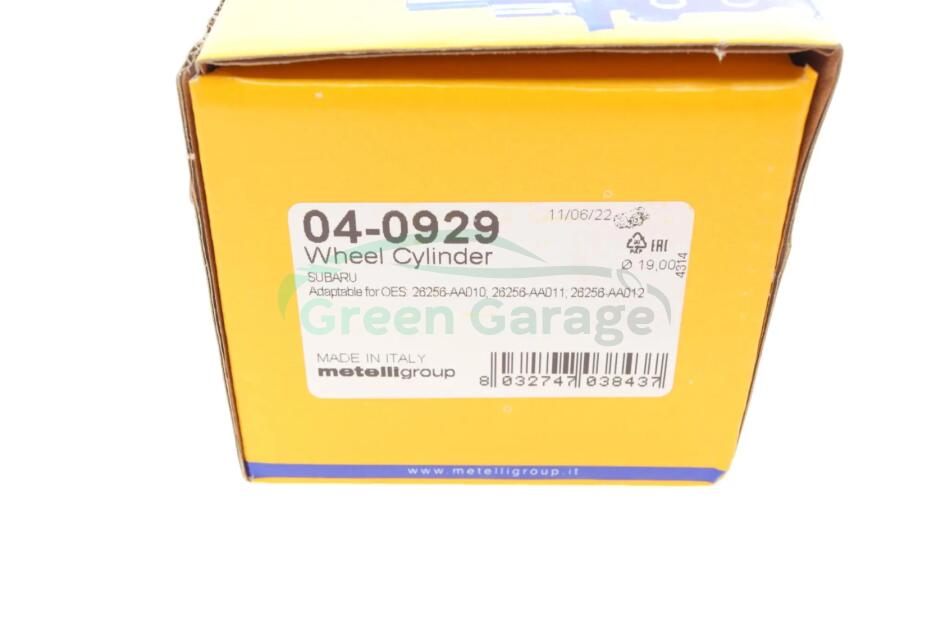 04-0929
11/06/22
Wheel Cylinder
PAP
EAC
Ø 19,00
4314
SUBARU
Adaptable for OES: 26256-AA010; 26256-AA011; 26256-AA012
Green Garage
MADE IN ITALY
metelligroup
8 032747 038437
www.metelligroup.it